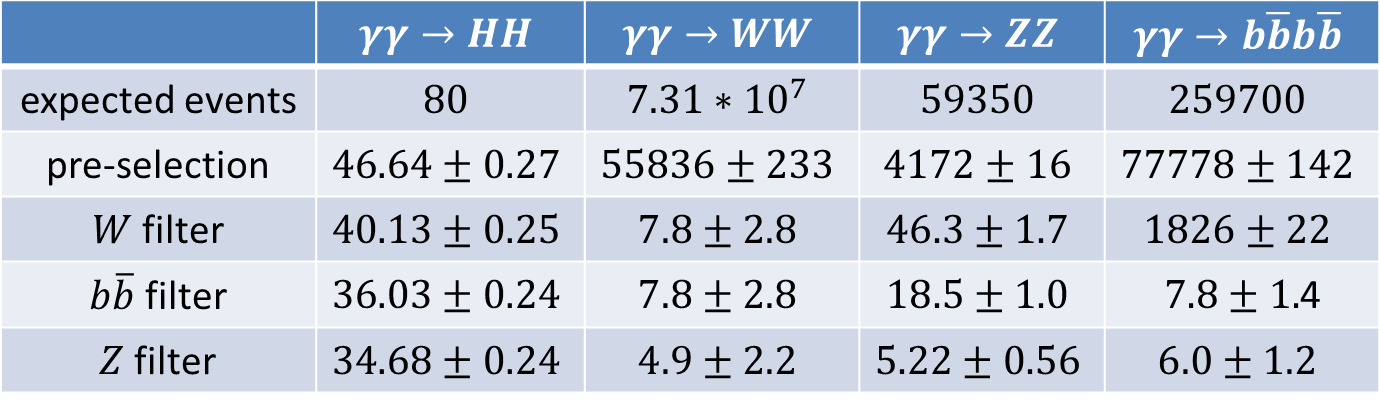 γγ → HH γγ → WW γγ → ZZ γγ → bb̅bb̅
expected events 80 7.31 ∗ 10⁷ 59350 259700
pre-selection 46.64 ± 0.27 55836 ± 233 4172 ± 16 77778 ± 142
W filter 40.13 ± 0.25 7.8 ± 2.8 46.3 ± 1.7 1826 ± 22
bb̅ filter 36.03 ± 0.24 7.8 ± 2.8 18.5 ± 1.0 7.8 ± 1.4
Z filter 34.68 ± 0.24 4.9 ± 2.2 5.22 ± 0.56 6.0 ± 1.2